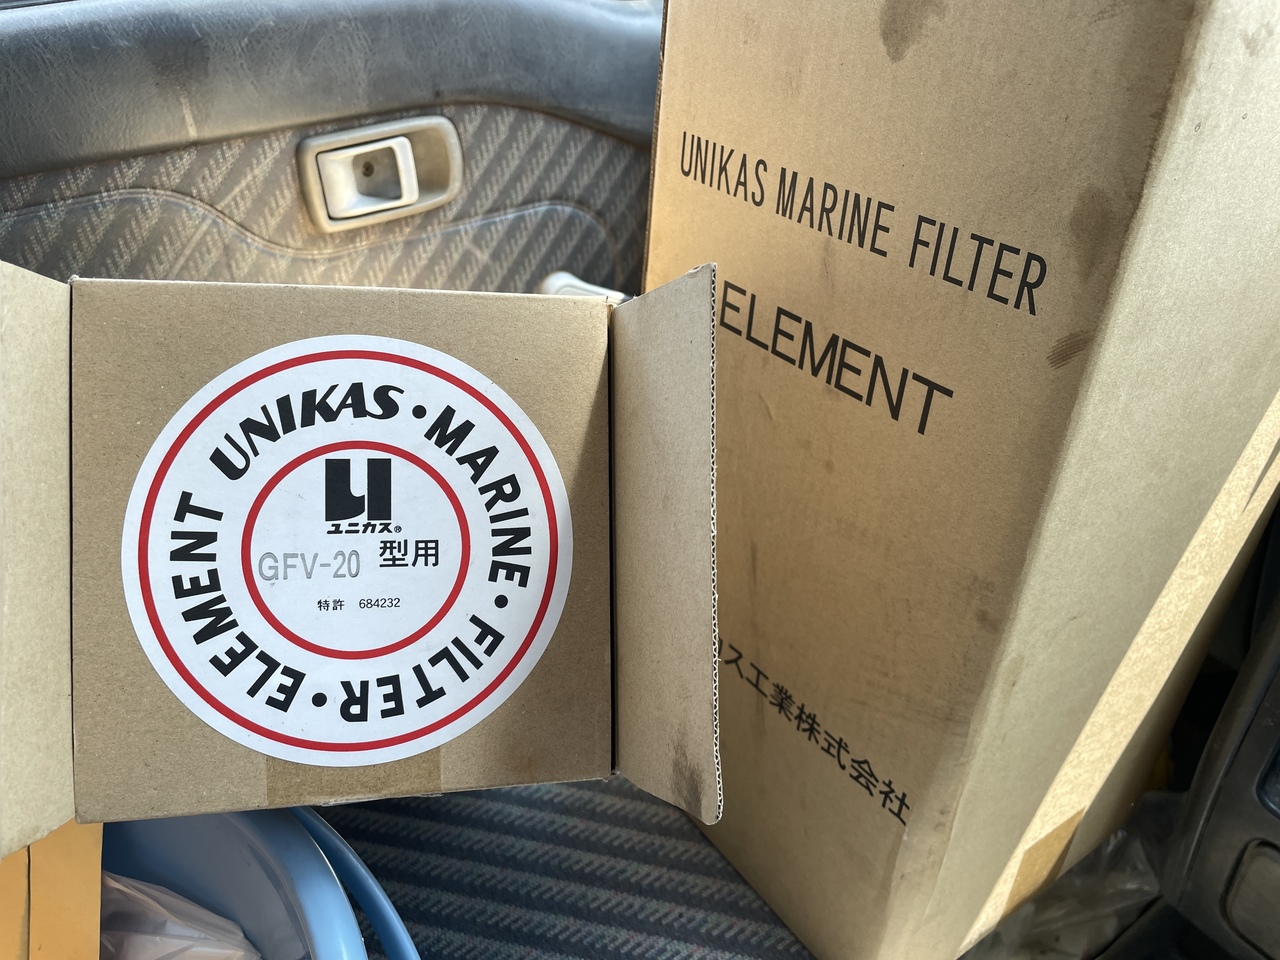 UNIKAS・MARINE・FILTER・ELEMENT
ユニカス®
GFV-20 型用
特許 684232
UNIKAS MARINE FILTER
ELEMENT
ス工業株式会社